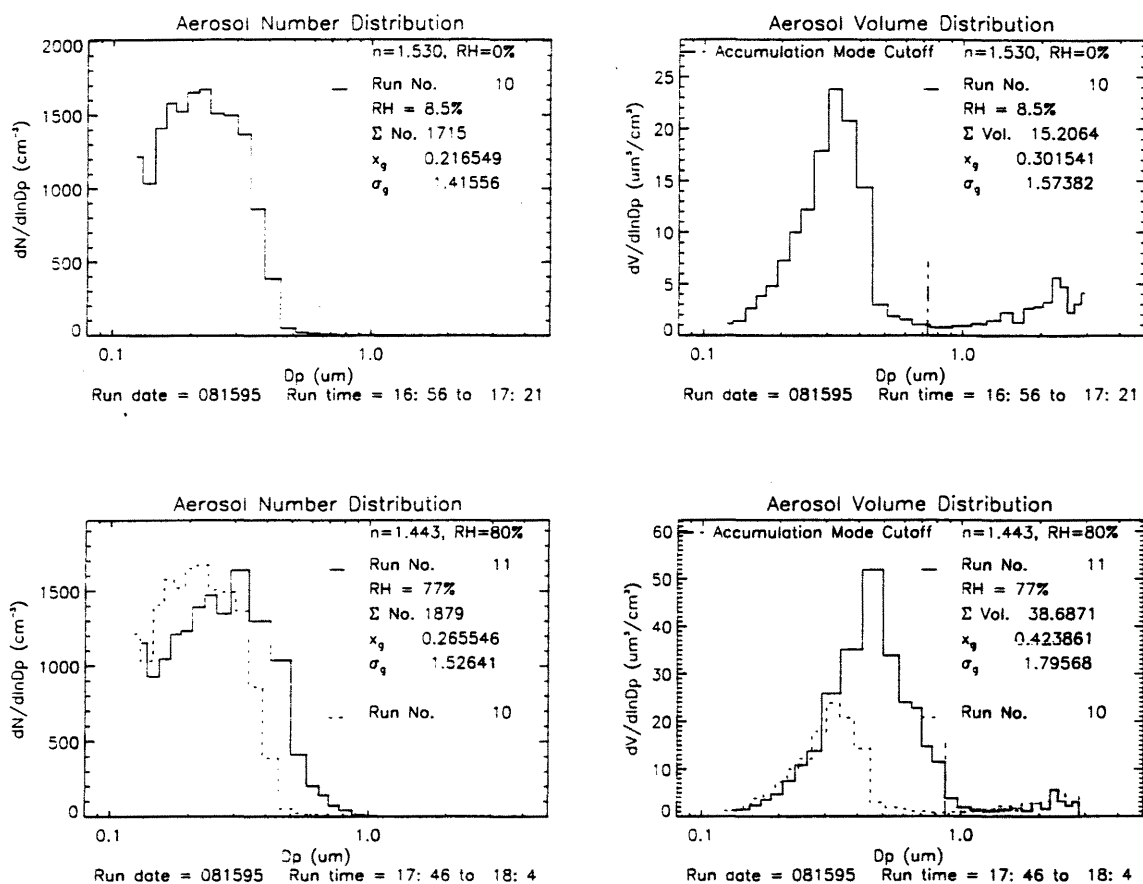 Aerosol Number Distribution
2000
1500
1000
500
0
dN/dlnDp (cm⁻³)
n=1.530, RH=0%
Run No. 10
RH = 8.5%
Σ No. 1715
x_g 0.216549
σ_g 1.41556
0.1 1.0
Dp (um)
Run date = 081595 Run time = 16: 56 to 17: 21
Aerosol Volume Distribution
Accumulation Mode Cutoff
n=1.530, RH=0%
25
20
15
10
5
0
dV/dlnDp (um³/cm³)
Run No. 10
RH = 8.5%
Σ Vol. 15.2064
x_g 0.301541
σ_g 1.57382
0.1 1.0
Dp (um)
Run date = 081595 Run time = 16: 56 to 17: 21
Aerosol Number Distribution
1500
1000
500
0
dN/dlnDp (cm⁻³)
n=1.443, RH=80%
Run No. 11
RH = 77%
Σ No. 1879
x_g 0.265546
σ_g 1.52641
Run No. 10
0.1 1.0
Dp (um)
Run date = 081595 Run time = 17: 46 to 18: 4
Aerosol Volume Distribution
60
50
40
30
20
10
0
dV/dlnDp (um³/cm³)
Accumulation Mode Cutoff
n=1.443, RH=80%
Run No. 11
RH = 77%
Σ Vol. 38.6871
x_g 0.423861
σ_g 1.79568
Run No. 10
0.1 1.0
Dp (um)
Run date = 081595 Run time = 17: 46 to 18: 4